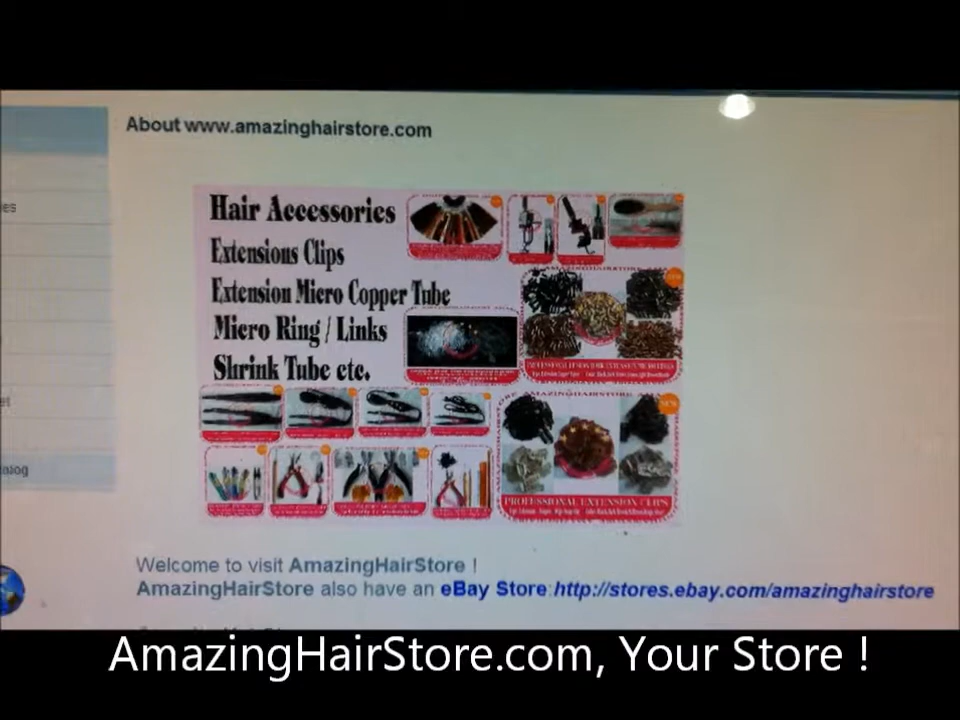 About www.amazinghairstore.com
Hair Accessories
Extensions Clips
Extension Micro Copper Tube
Micro Ring / Links
Shrink Tube etc.
PROFESSIONAL EXTENSION CLIPS
Welcome to visit AmazingHairStore !
AmazingHairStore also have an eBay Store:http://stores.ebay.com/amazinghairstore
AmazingHairStore.com, Your Store !